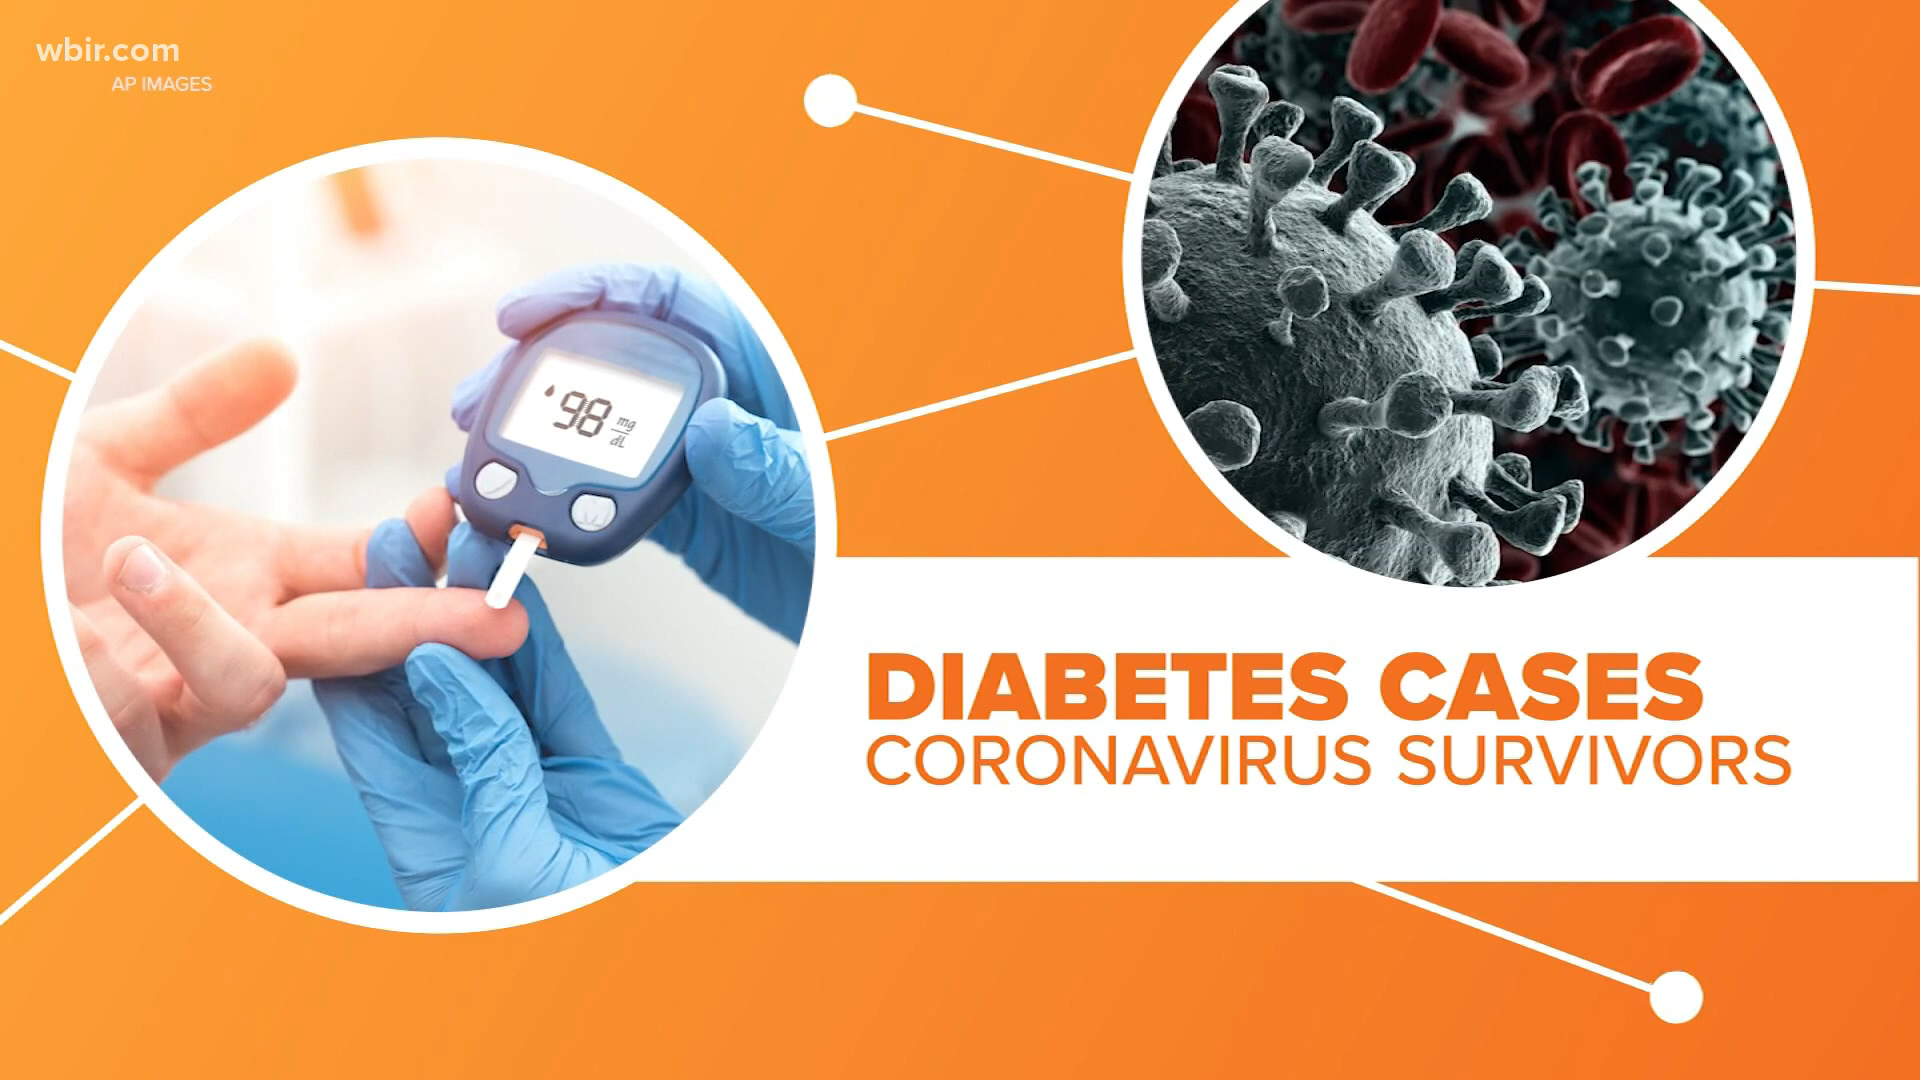 wbir.com
AP IMAGES
98 mg
dL
DIABETES CASES
CORONAVIRUS SURVIVORS